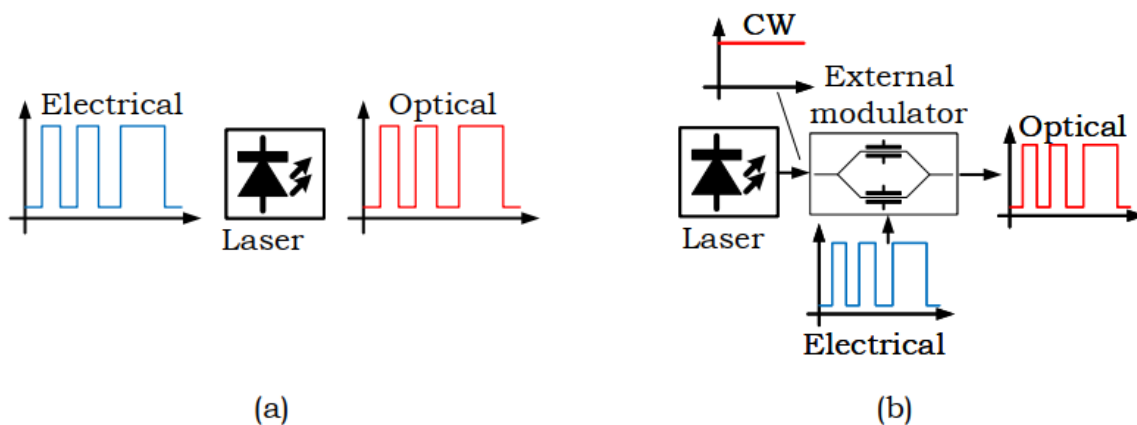 Electrical
Optical
Laser
(a)
CW
External
modulator
Optical
Laser
Electrical
(b)